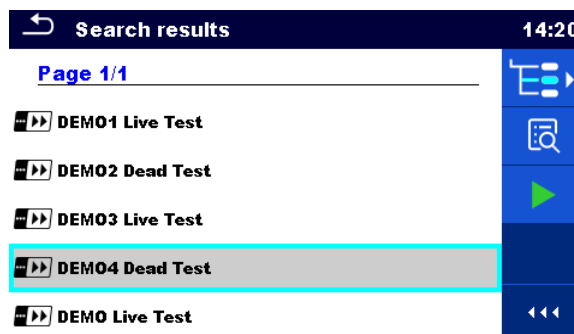 Search results
14:20
Page 1/1
DEMO1 Live Test
DEMO2 Dead Test
DEMO3 Live Test
DEMO4 Dead Test
DEMO Live Test